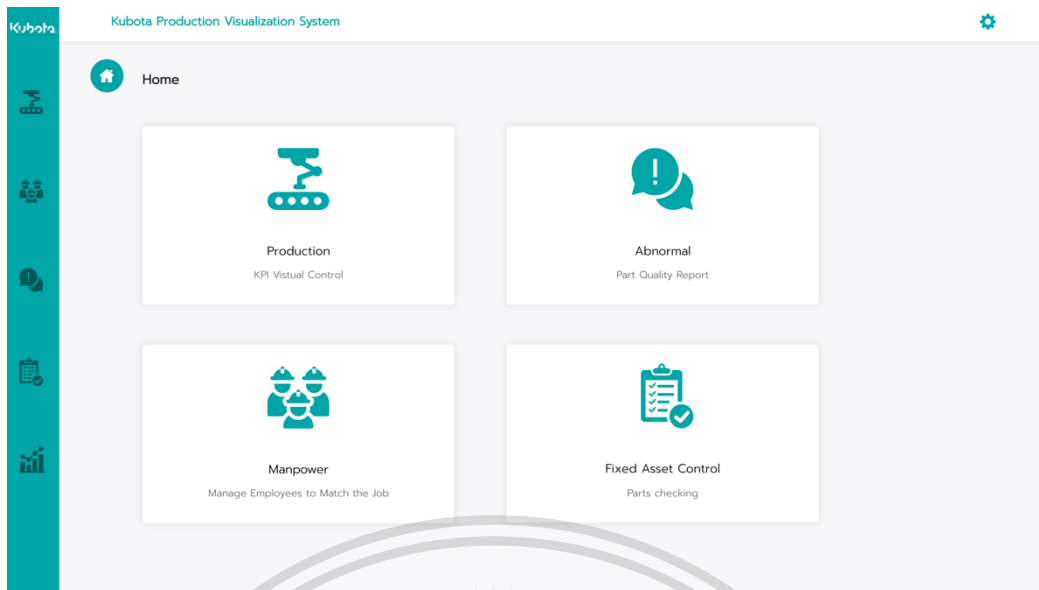 Kubota
Kubota Production Visualization System
Home
Production
KPI Vistual Control
Abnormal
Part Quality Report
Manpower
Manage Employees to Match the Job
Fixed Asset Control
Parts checking